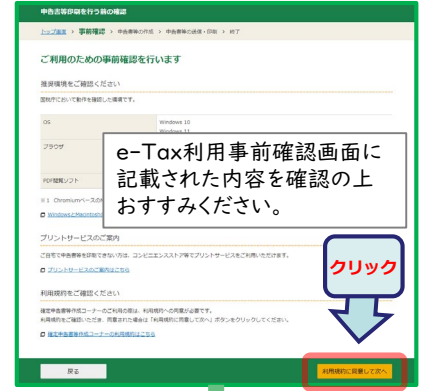 申告書等印刷を行う前の確認
トップ画面 > 事前確認 > 申告書等の作成 > 申告書等の送信・印刷 > 終了
ご利用のための事前確認を行います
推奨環境をご確認ください
国税庁において動作を確認した環境です。
OS
Windows 10
Windows 11
ブラウザ
e-Tax利用事前確認画面に
記載された内容を確認の上
おすすみください。
PDF閲覧ソフト
※1 Chromiumベースの
プリントサービスのご案内
ご自宅で申告書等を印刷できない方は、コンビニエンスストア等でプリントサービスをご利用いただけます。
プリントサービスのご案内はこちら
クリック
利用規約をご確認ください
確定申告書等作成コーナーのご利用の際は、利用規約への同意が必要です。
利用規約をご確認いただき、同意された場合は「利用規約に同意して次へ」ボタンをクリックしてください。
確定申告書等作成コーナーの利用規約はこちら
戻る
利用規約に同意して次へ